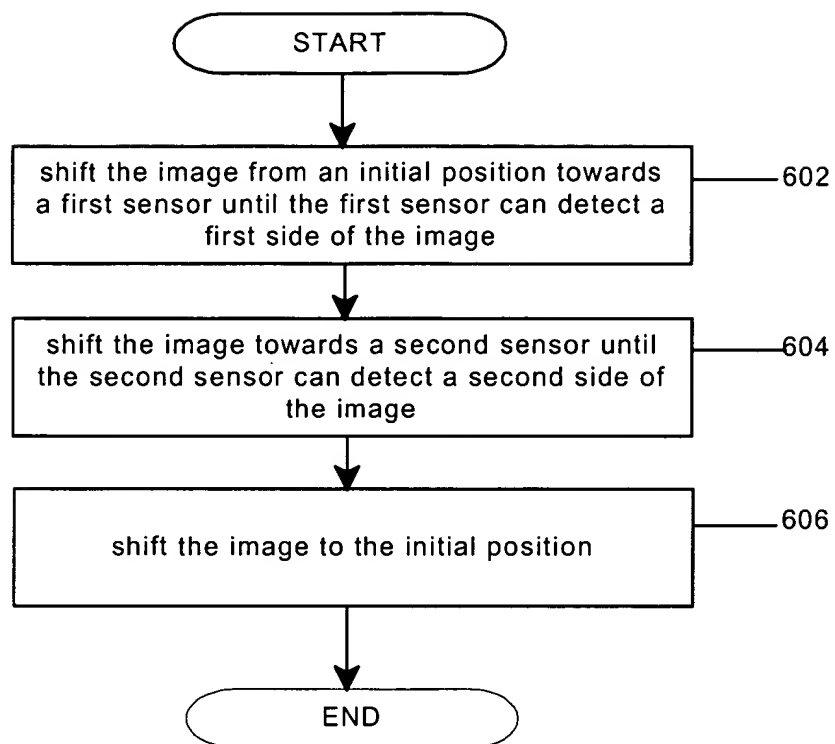 START
shift the image from an initial position towards
a first sensor until the first sensor can detect a
first side of the image
602
shift the image towards a second sensor until
the second sensor can detect a second side of
the image
604
shift the image to the initial position
606
END